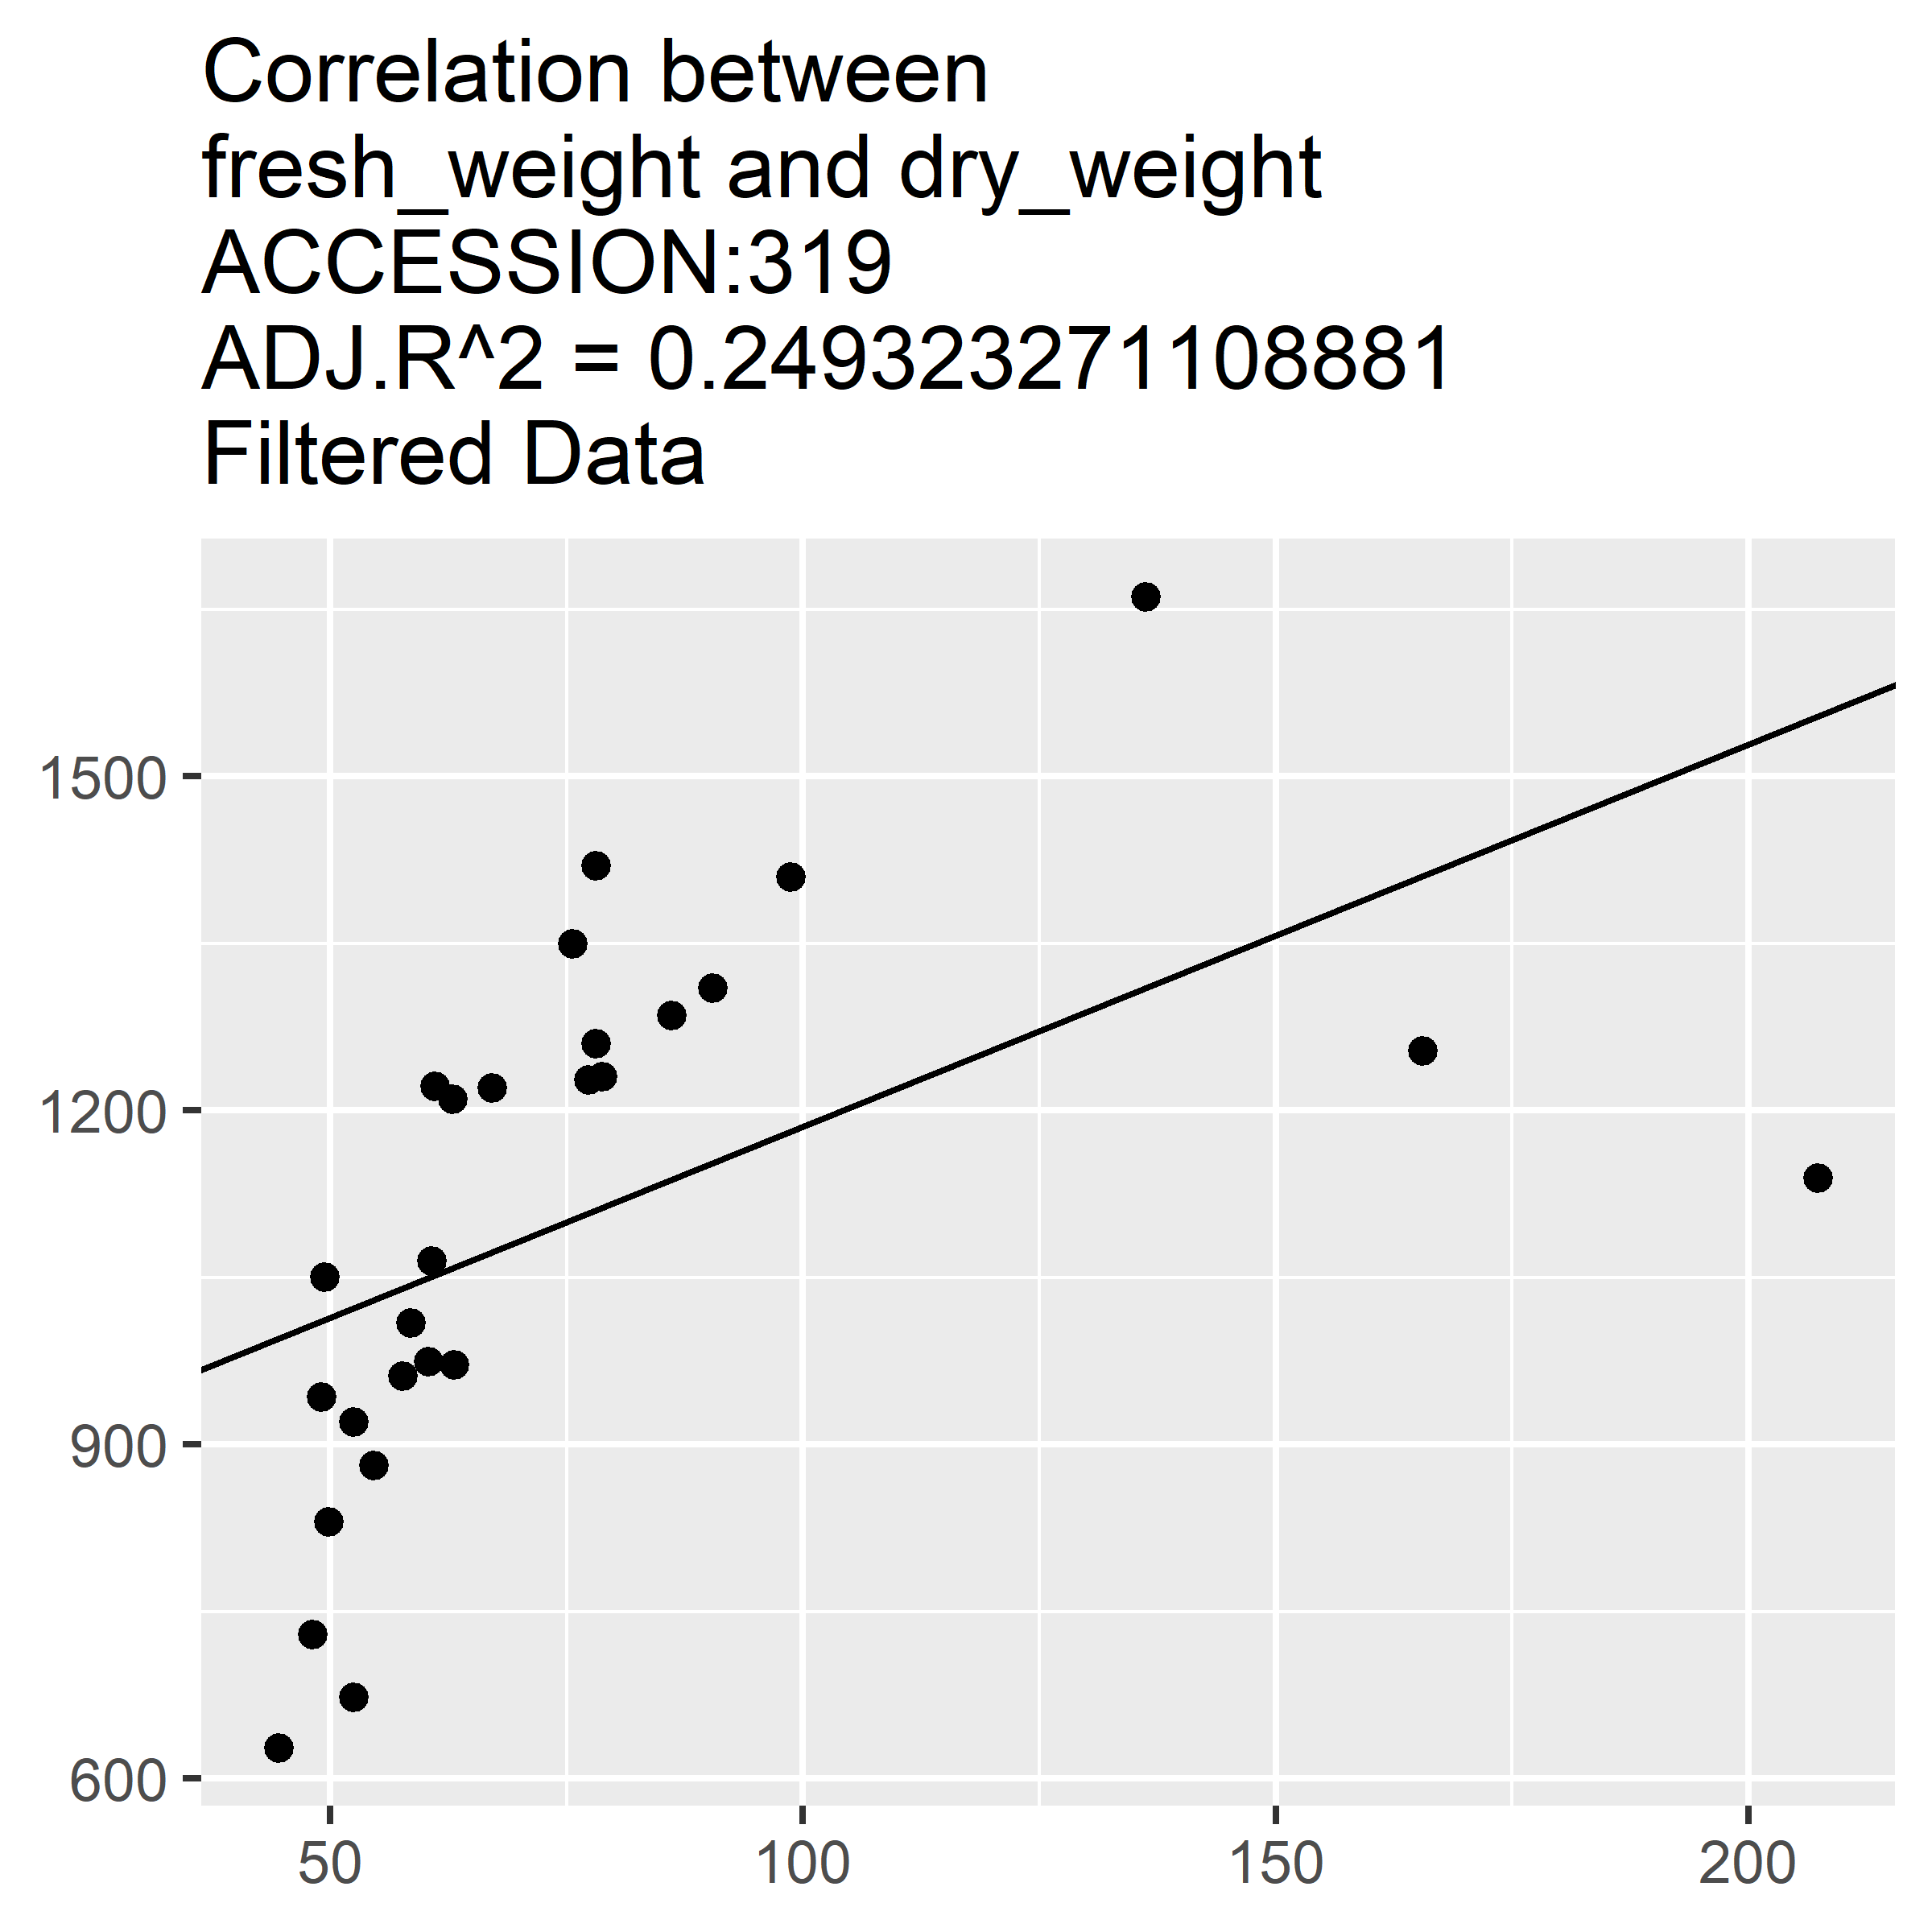 Correlation between
fresh_weight and dry_weight
ACCESSION:319
ADJ.R^2 = 0.249323271108881
Filtered Data
1500
1200
900
600
50 100 150 200